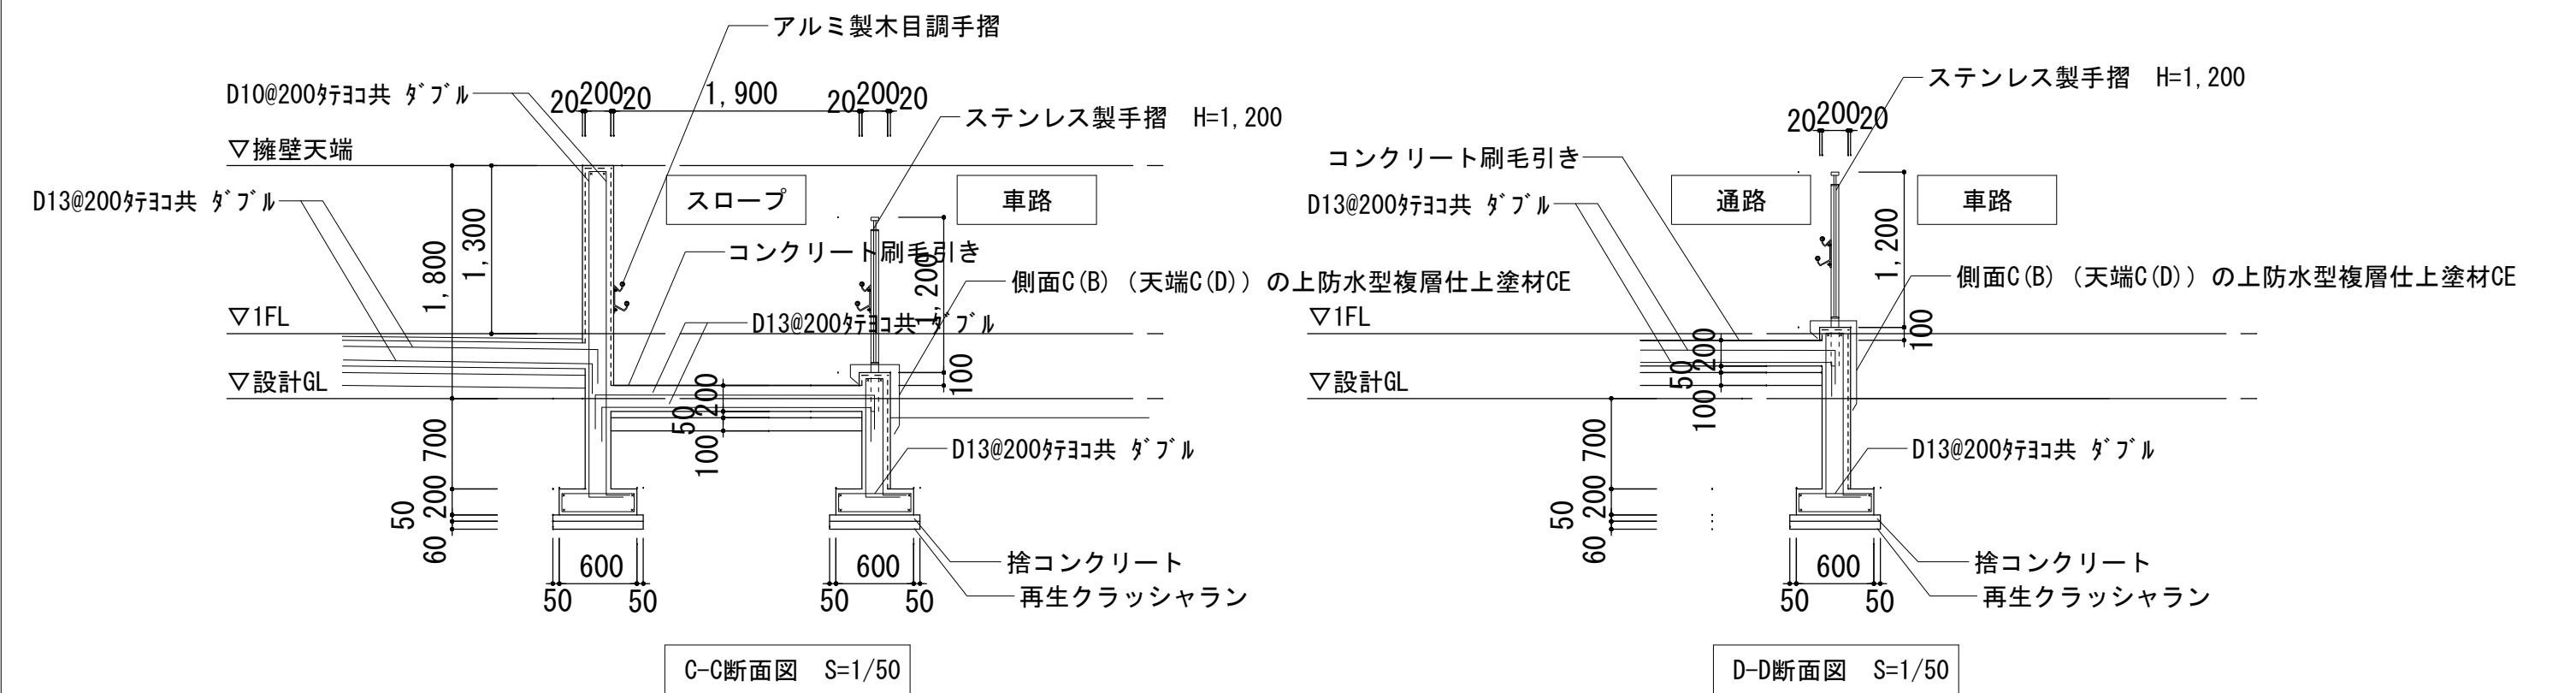 アルミ製木目調手摺
D10@200ﾀﾃﾖｺ共 ﾀﾞﾌﾞﾙ
20 200 20
1,900
20 200 20
ステンレス製手摺 H=1,200
▽擁壁天端
D13@200ﾀﾃﾖｺ共 ﾀﾞﾌﾞﾙ
スロープ
車路
1,800
1,300
コンクリート刷毛引き
1,200
側面C(B) (天端C(D)) の上防水型複層仕上塗材CE
▽1FL
D13@200ﾀﾃﾖｺ共 ﾀﾞﾌﾞﾙ
▽設計GL
200
50
100
100
700
200
50
60
D13@200ﾀﾃﾖｺ共 ﾀﾞﾌﾞﾙ
捨コンクリート
再生クラッシャラン
600
50 50
600
50 50
C-C断面図 S=1/50
ステンレス製手摺 H=1,200
20 200 20
コンクリート刷毛引き
D13@200ﾀﾃﾖｺ共 ﾀﾞﾌﾞﾙ
通路
車路
1,200
側面C(B) (天端C(D)) の上防水型複層仕上塗材CE
▽1FL
100
200
50
100
▽設計GL
700
200
50
60
D13@200ﾀﾃﾖｺ共 ﾀﾞﾌﾞﾙ
捨コンクリート
再生クラッシャラン
600
50 50
D-D断面図 S=1/50